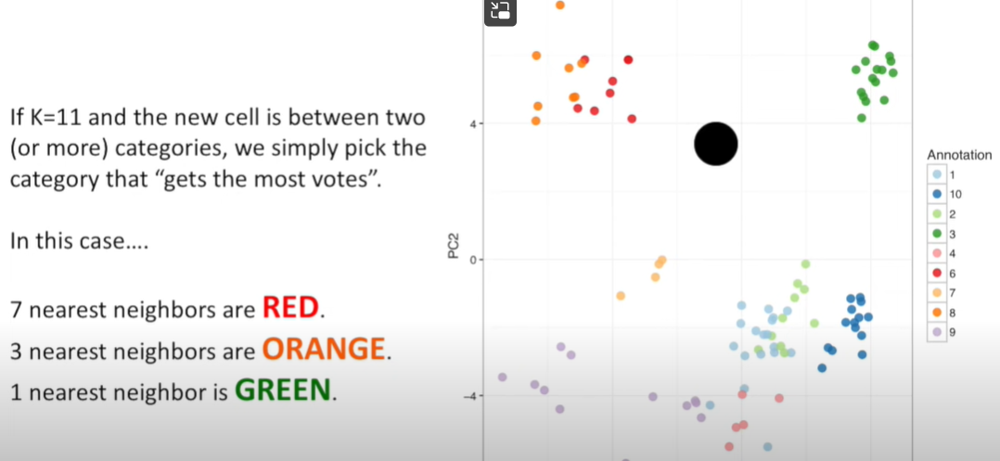 If K=11 and the new cell is between two
(or more) categories, we simply pick the
category that “gets the most votes”.
In this case....
7 nearest neighbors are RED.
3 nearest neighbors are ORANGE.
1 nearest neighbor is GREEN.
PC2
4
0
−4
Annotation
1
10
2
3
4
6
7
8
9